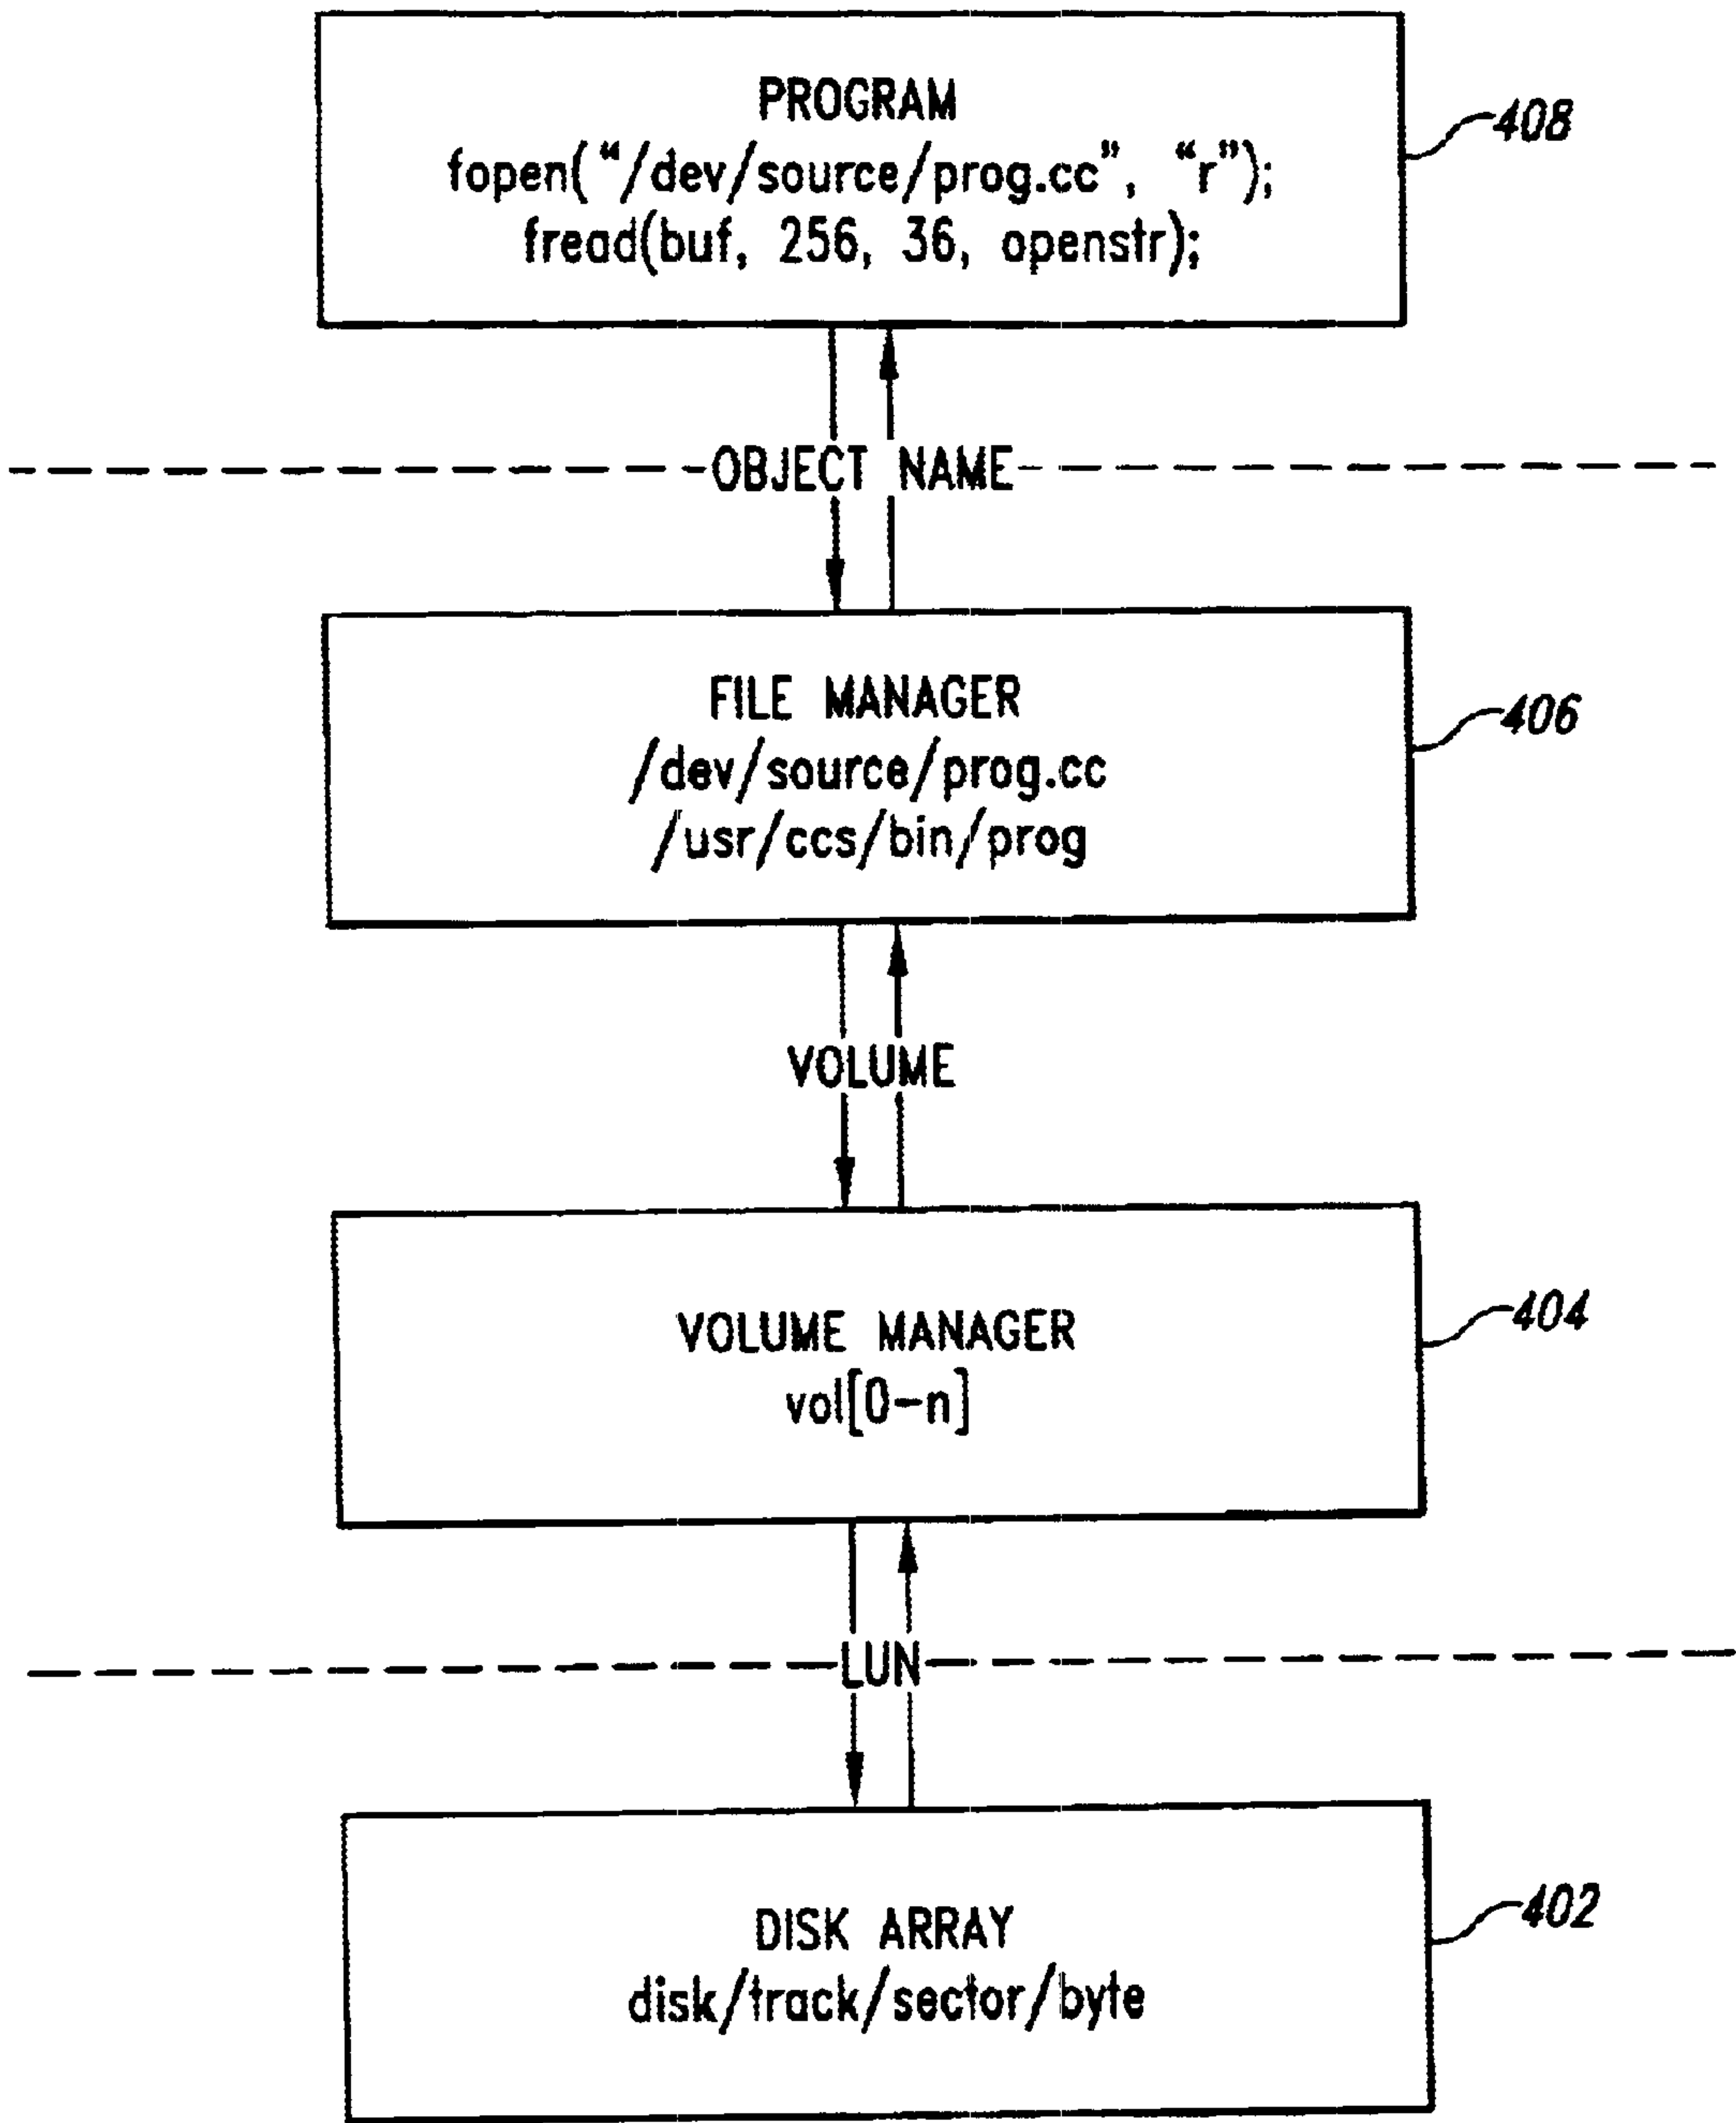 PROGRAM
fopen(“/dev/source/prog.cc”, “r”);
fread(buf, 256, 36, openstr);
408
OBJECT NAME
FILE MANAGER
/dev/source/prog.cc
/usr/ccs/bin/prog
406
VOLUME
VOLUME MANAGER
vol[0-n]
404
LUN
DISK ARRAY
disk/track/sector/byte
402